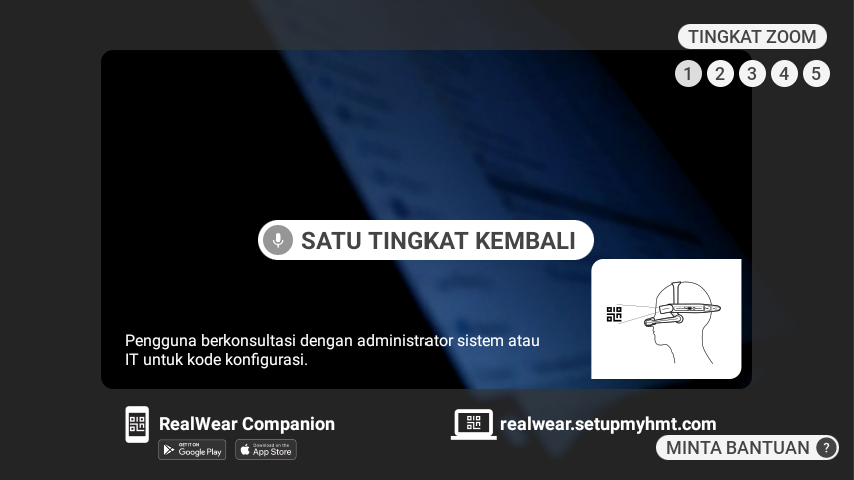 TINGKAT ZOOM
1 2 3 4 5
SATU TINGKAT KEMBALI
Pengguna berkonsultasi dengan administrator sistem atau
IT untuk kode konfigurasi.
RealWear Companion
GET IT ON
Google Play
Download on the
App Store
realwear.setupmyhmt.com
MINTA BANTUAN ?